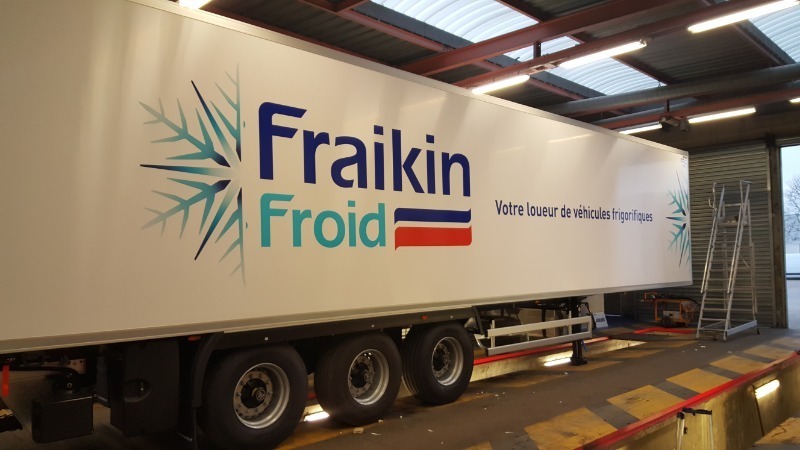 Fraikin
Froid
Votre loueur de véhicules frigorifiques